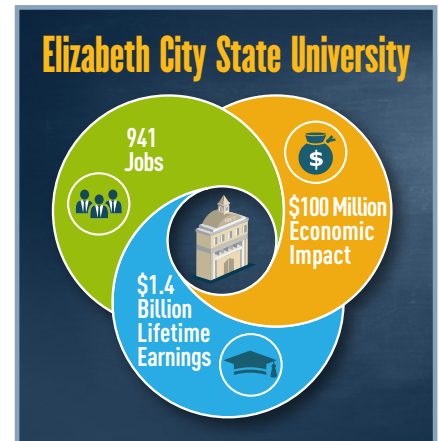 Elizabeth City State University
941
Jobs
$
$100 Million
Economic
Impact
$1.4
Billion
Lifetime
Earnings